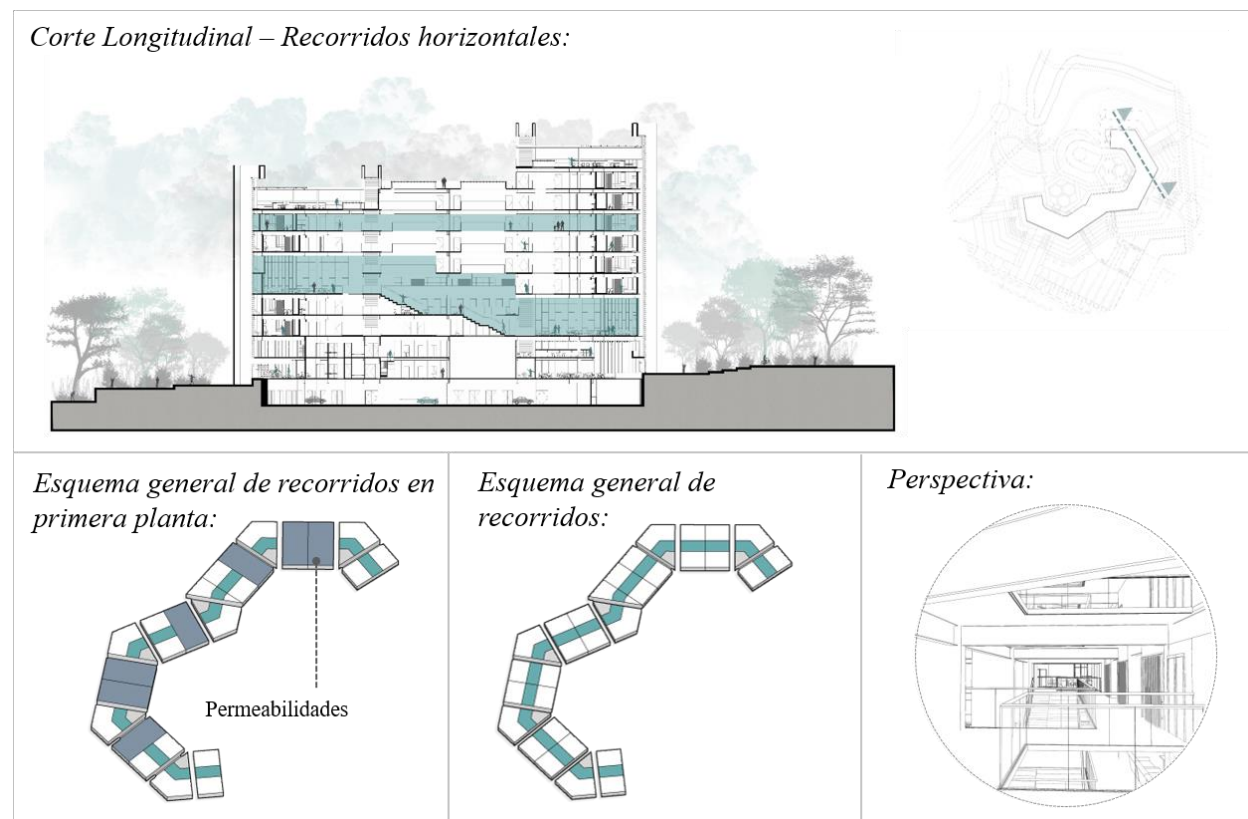 Corte Longitudinal – Recorridos horizontales:
Esquema general de recorridos en
primera planta:
Permeabilidades
Esquema general de
recorridos:
Perspectiva: